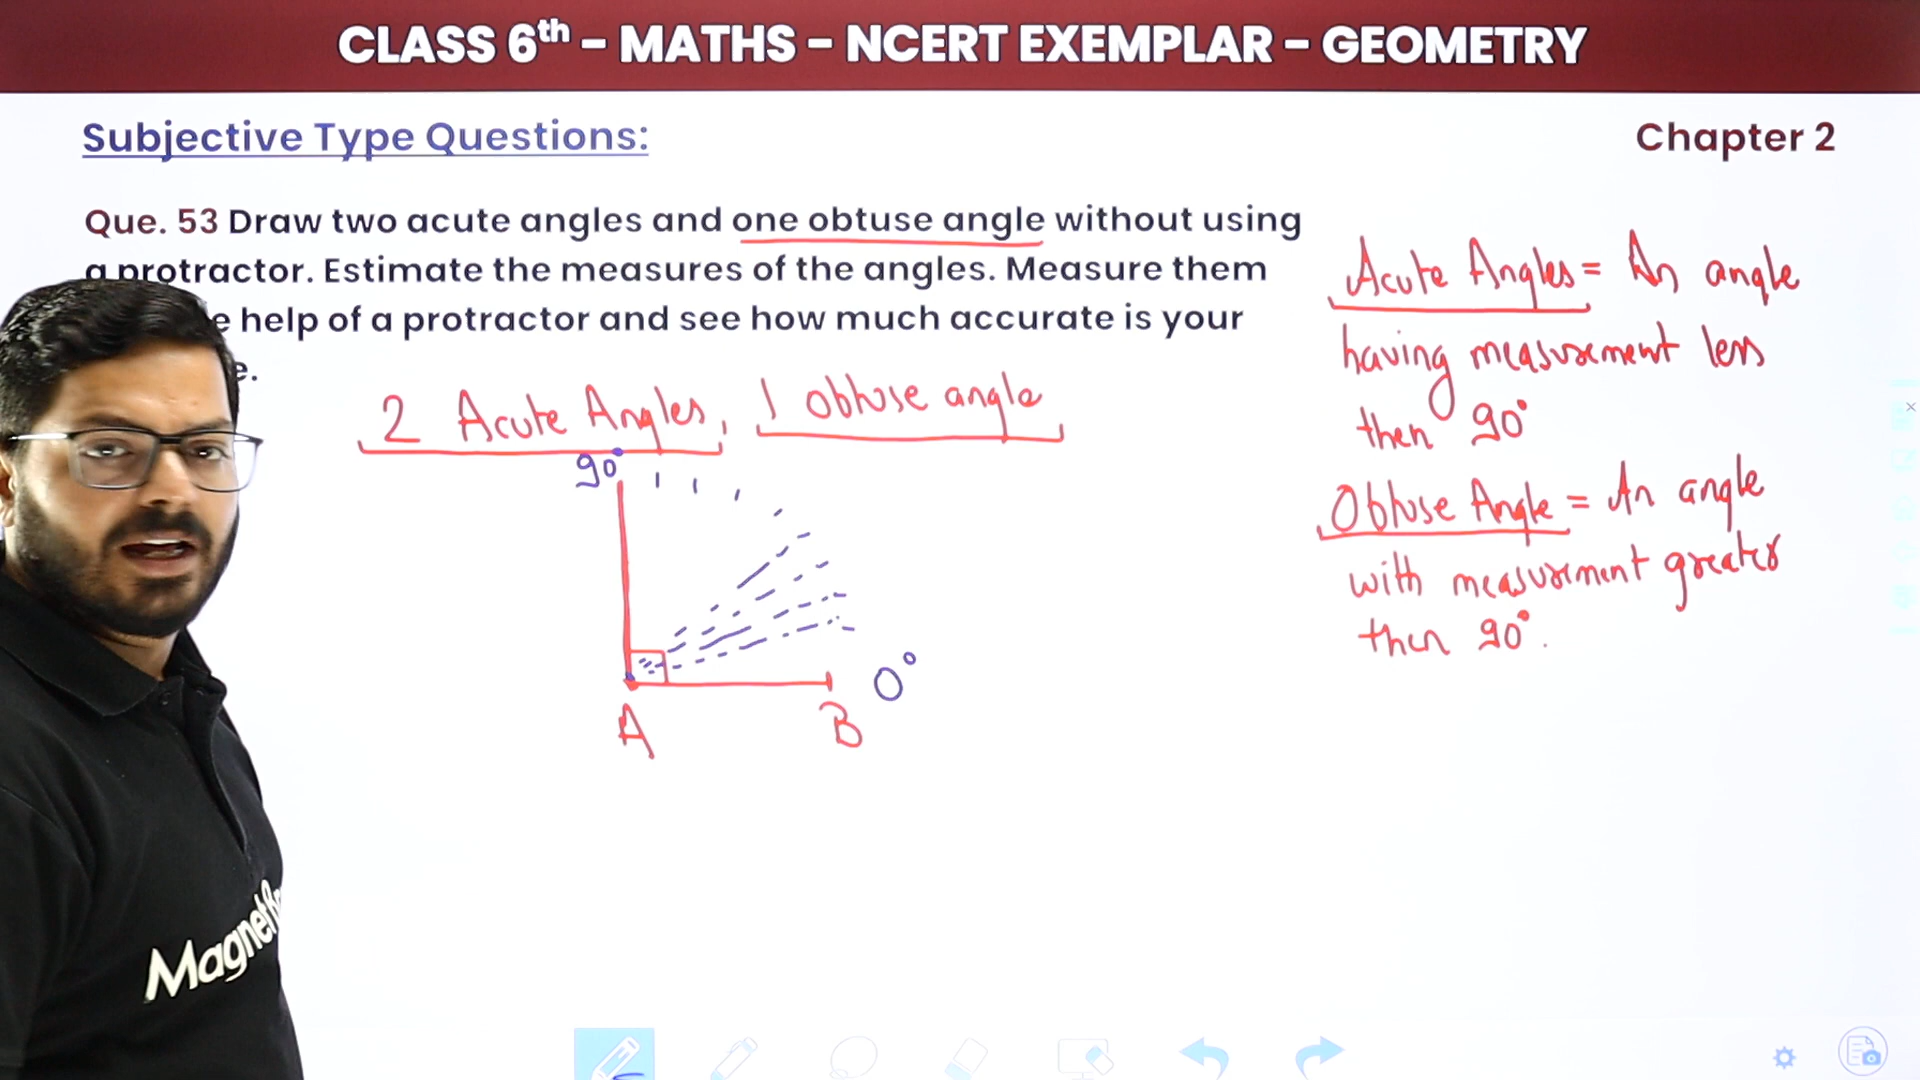 CLASS 6th – MATHS – NCERT EXEMPLAR – GEOMETRY
Subjective Type Questions:
Chapter 2
Que. 53 Draw two acute angles and one obtuse angle without using
a protractor. Estimate the measures of the angles. Measure them
e help of a protractor and see how much accurate is your
e.
2 Acute Angles, 1 obtuse angle
90
0°
A B
Acute Angles = An angle
having measurement less
then 90°
Obtuse Angle = An angle
with measurment greater
then 90°.
Magnet